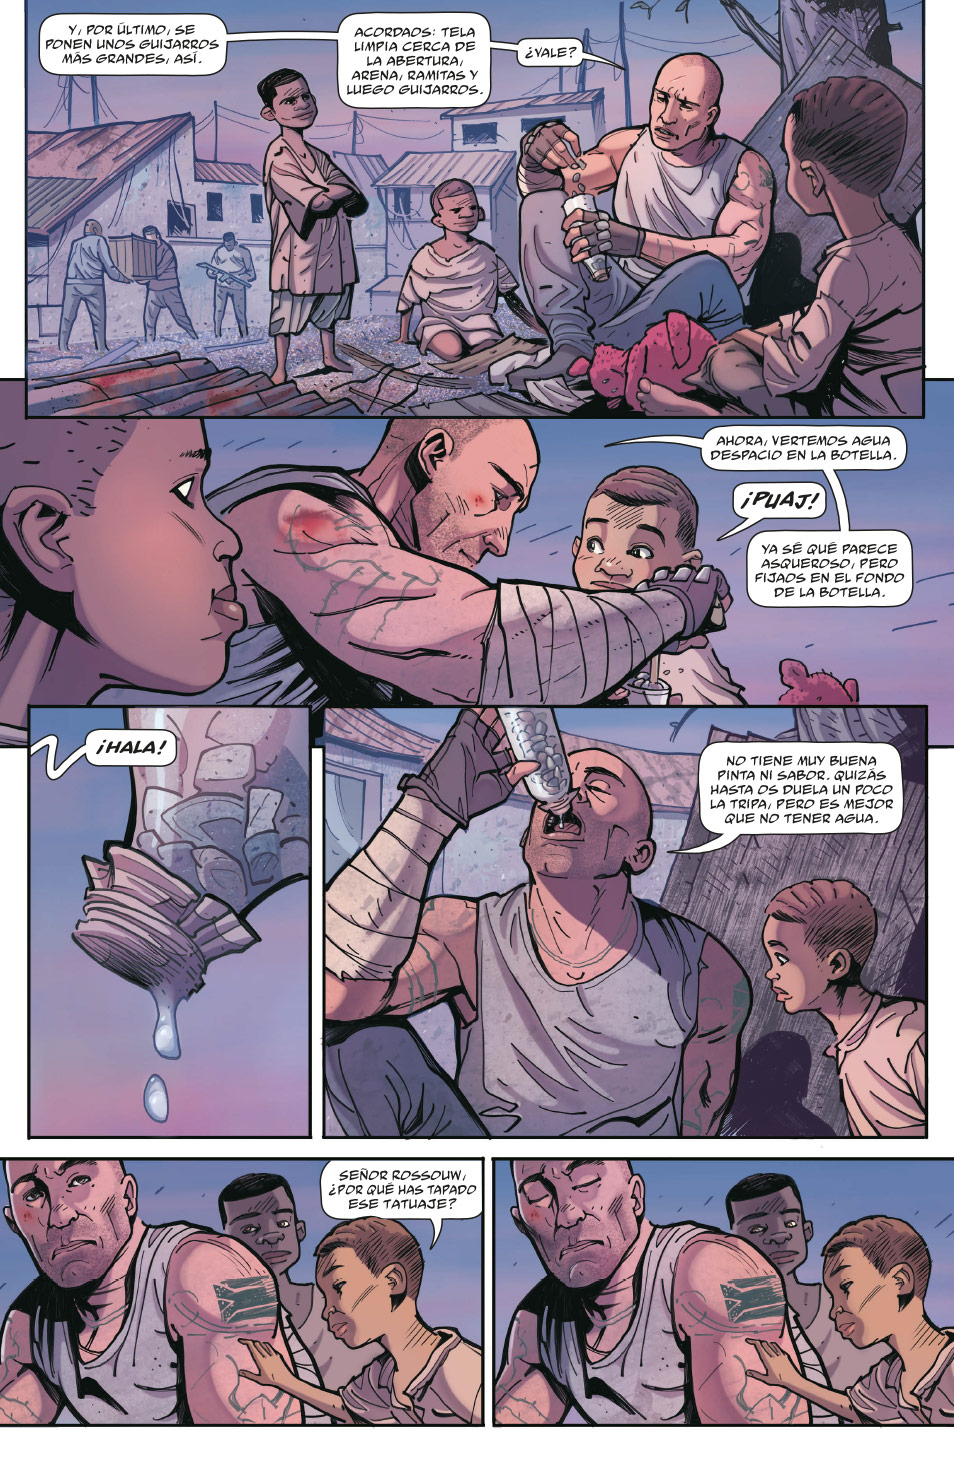 Y, POR ÚLTIMO, SE
PONEN UNOS GUIJARROS
MÁS GRANDES, ASÍ.
ACORDAOS: TELA
LIMPIA CERCA DE
LA ABERTURA,
ARENA, RAMITAS Y
LUEGO GUIJARROS.
¿VALE?
AHORA, VERTEMOS AGUA
DESPACIO EN LA BOTELLA.
¡PUAJ!
YA SÉ QUÉ PARECE
ASQUEROSO, PERO
FIJAOS EN EL FONDO
DE LA BOTELLA.
¡HALA!
NO TIENE MUY BUENA
PINTA NI SABOR. QUIZÁS
HASTA OS DUELA UN POCO
LA TRIPA, PERO ES MEJOR
QUE NO TENER AGUA.
SEÑOR ROSSOUW,
¿POR QUÉ HAS TAPADO
ESE TATUAJE?